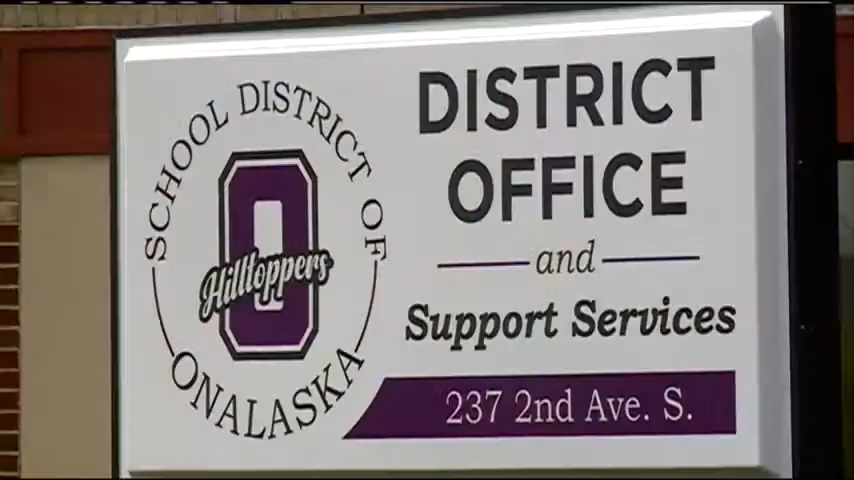 SCHOOL DISTRICT OF
ONALASKA
O
Hilltoppers
DISTRICT
OFFICE
and
Support Services
237 2nd Ave. S.